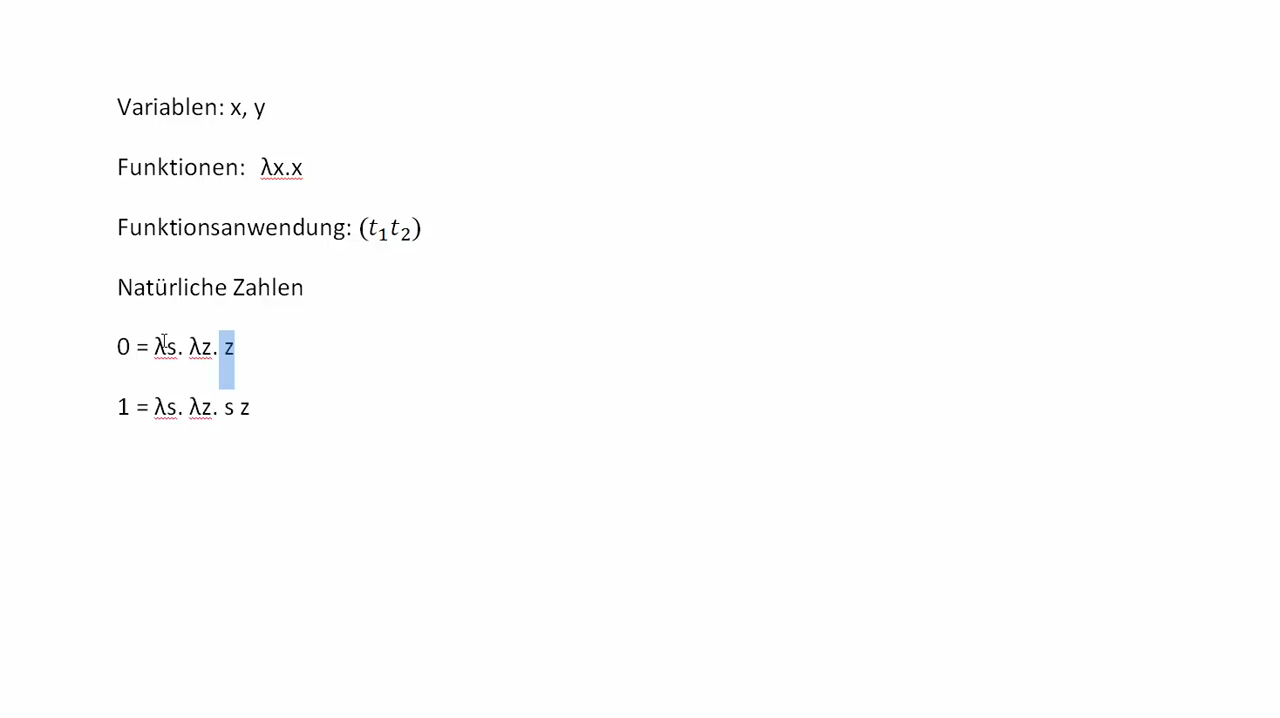 Variablen: x, y
Funktionen: λx.x
Funktionsanwendung: (t₁t₂)
Natürliche Zahlen
0 = λs. λz. z
1 = λs. λz. s z